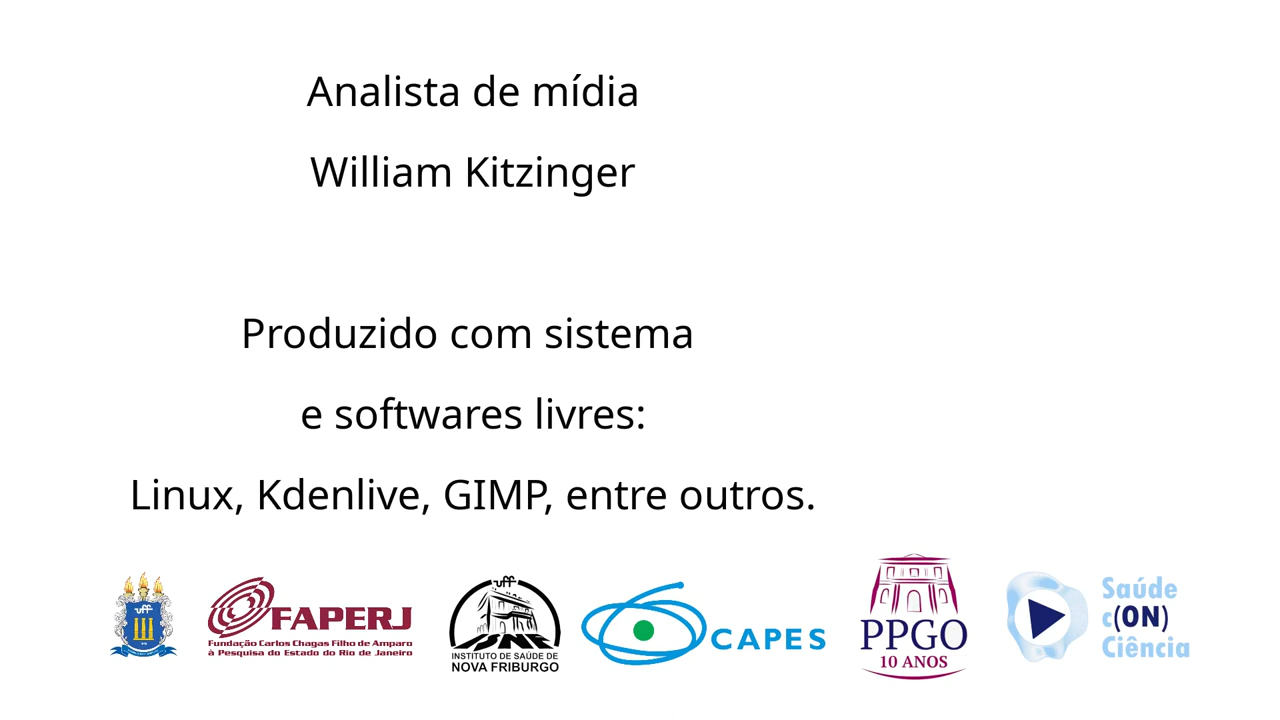 Analista de mídia
William Kitzinger
Produzido com sistema
e softwares livres:
Linux, Kdenlive, GIMP, entre outros.
uff
FAPERJ
Fundação Carlos Chagas Filho de Amparo
à Pesquisa do Estado do Rio de Janeiro
uff
INSTITUTO DE SAÚDE DE
NOVA FRIBURGO
CAPES
PPGO
10 ANOS
Saúde
c(ON)
Ciência